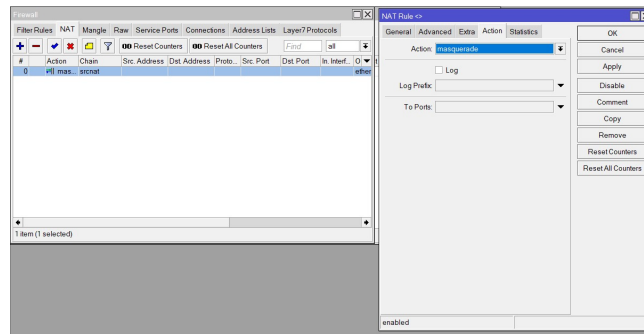 Firewall
Filter Rules NAT Mangle Raw Service Ports Connections Address Lists Layer7 Protocols
Reset Counters Reset All Counters Find all
# Action Chain Src. Address Dst. Address Proto... Src. Port Dst. Port In. Interf... O
0 mas... srcnat ether
1 item (1 selected)
NAT Rule <>
General Advanced Extra Action Statistics
Action: masquerade
Log
Log Prefix:
To Ports:
OK
Cancel
Apply
Disable
Comment
Copy
Remove
Reset Counters
Reset All Counters
enabled